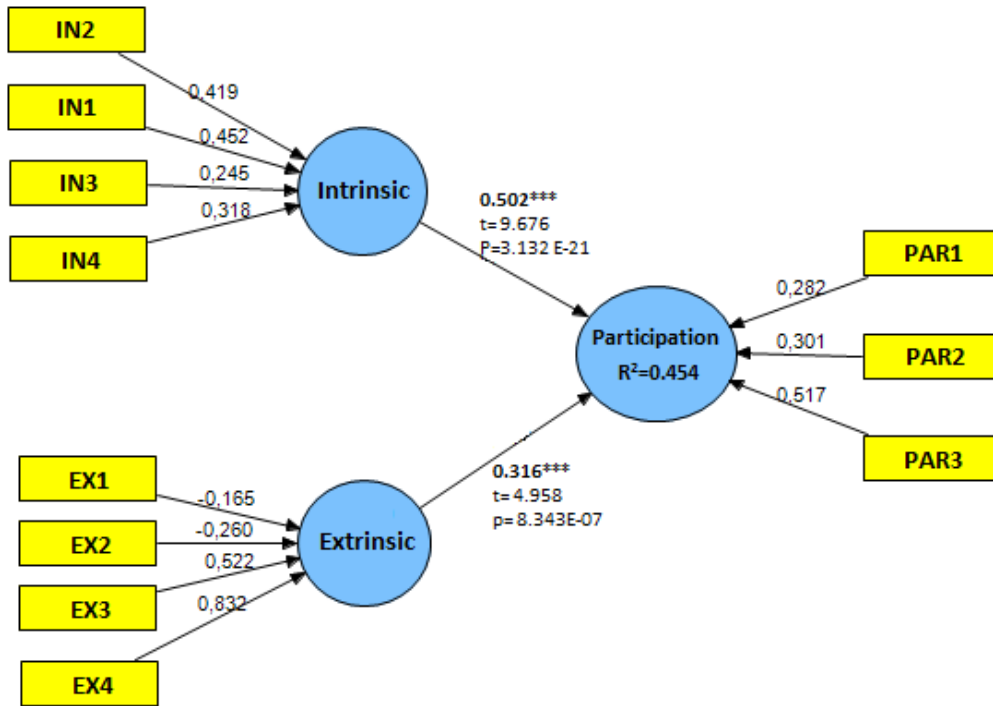 IN2
0,419
IN1
0,452
IN3
0,245
IN4
0,318
Intrinsic
0.502***
t= 9.676
P=3.132 E-21
PAR1
0,282
Participation
R²=0.454
0,301
PAR2
0,517
PAR3
EX1
-0,165
EX2
-0,260
EX3
0,522
EX4
0,832
Extrinsic
0.316***
t= 4.958
p= 8.343E-07